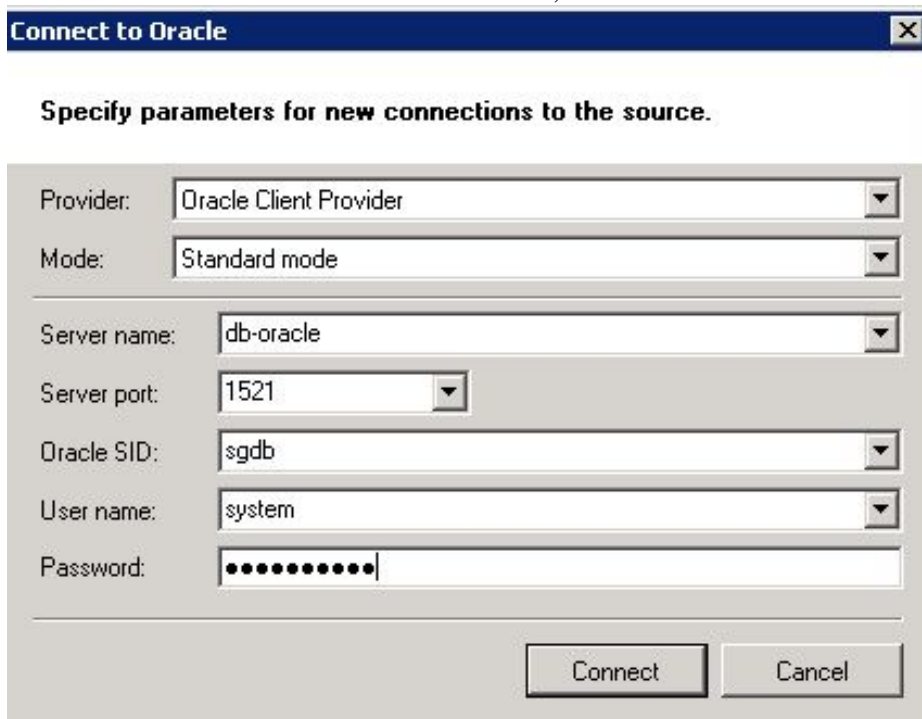 Connect to Oracle
Specify parameters for new connections to the source.
Provider: Oracle Client Provider
Mode: Standard mode
Server name: db-oracle
Server port: 1521
Oracle SID: sgdb
User name: system
Password: ●●●●●●●●●●
Connect Cancel